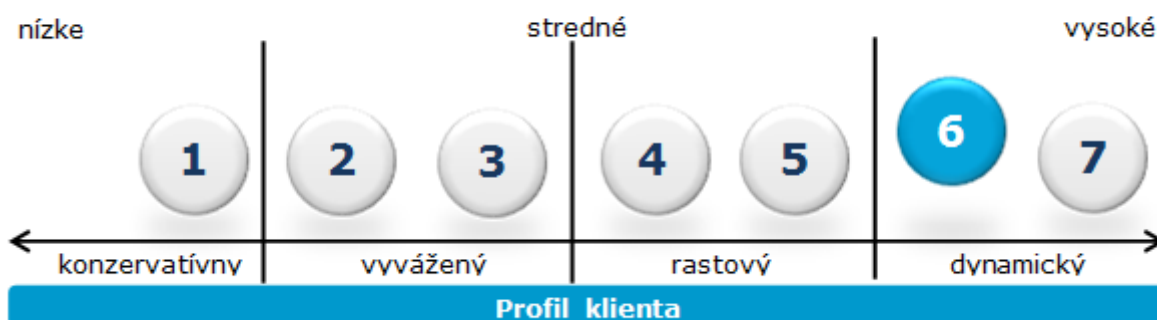 nízke stredné vysoké
1 2 3 4 5 6 7
konzervatívny vyvážený rastový dynamický
Profil klienta